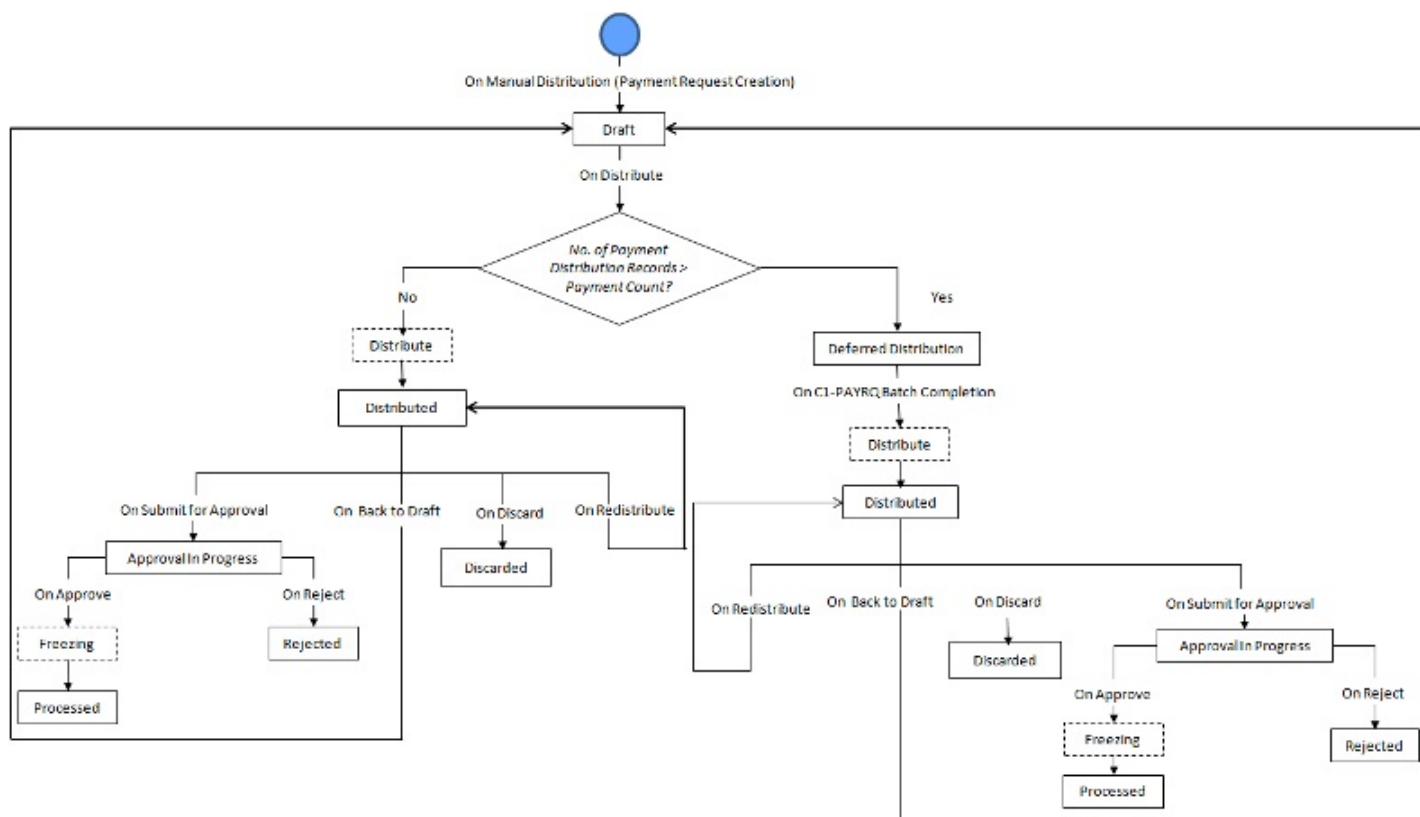 On Manual Distribution (Payment Request Creation)
Draft
On Distribute
No. of Payment
Distribution Records >
Payment Count?
No
Yes
Distribute
Deferred Distribution
On C1-PAYRQ Batch Completion
Distributed
Distribute
Distributed
On Submit for Approval
On Back to Draft
On Discard
On Redistribute
Approval In Progress
Discarded
On Approve
On Reject
On Redistribute
On Back to Draft
On Discard
On Submit for Approval
Freezing
Rejected
Discarded
Approval In Progress
Processed
On Approve
On Reject
Freezing
Rejected
Processed